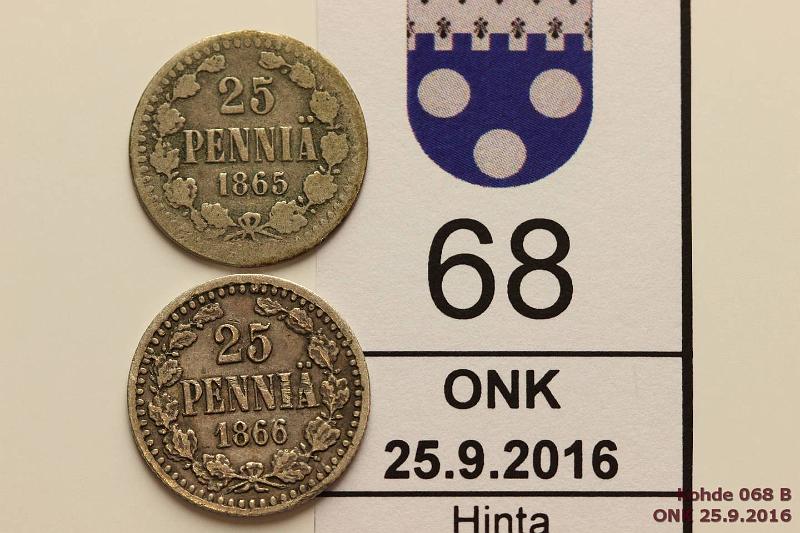 25
PENNIÄ
1865
25
PENNIÄ
1866
68
ONK
25.9.2016
Hinta
Kohde 068 B
ONK 25.9.2016